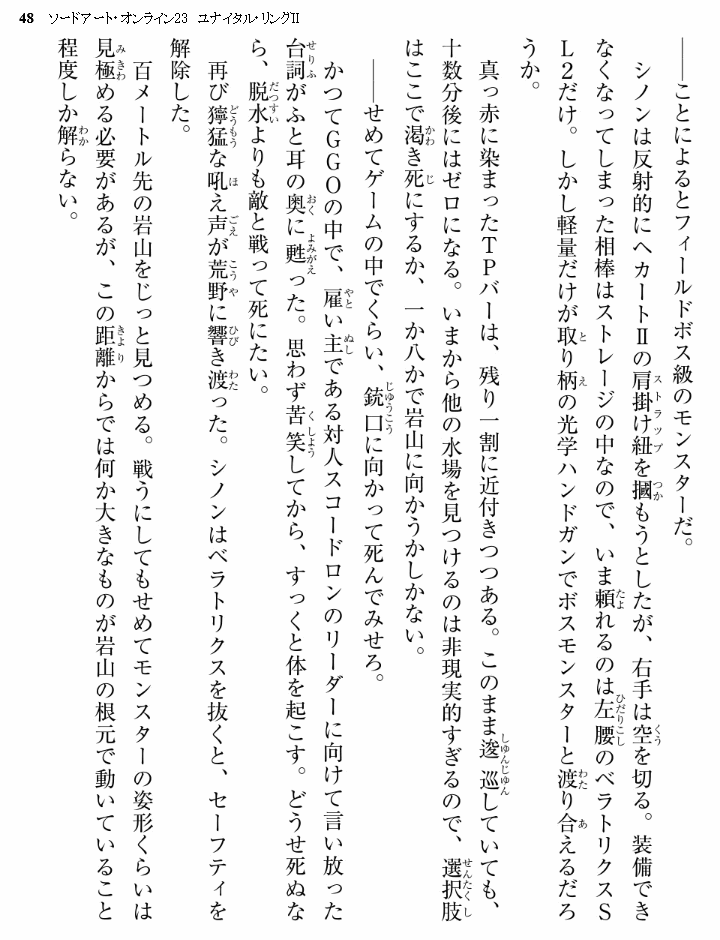 48 ソードアート・オンライン23 ユナイタル・リングⅡ
――ことによるとフィールドボス級のモンスターだ。
シノンは反射的にヘカートⅡの肩掛け紐を摑もうとしたが、右手は空を切る。装備でき
なくなってしまった相棒はストレージの中なので、いま頼れるのは左腰のベラトリクスS
L2だけ。しかし軽量だけが取り柄の光学ハンドガンでボスモンスターと渡り合えるだろ
うか。
真っ赤に染まったTPバーは、残り一割に近付きつつある。このまま逡巡していても、
十数分後にはゼロになる。いまから他の水場を見つけるのは非現実的すぎるので、選択肢
はここで渇き死にするか、一か八かで岩山に向かうかしかない。
――せめてゲームの中でくらい、銃口に向かって死んでみせろ。
かつてGGOの中で、雇い主である対人スコードロンのリーダーに向けて言い放った
台詞がふと耳の奥に甦った。思わず苦笑してから、すっくと体を起こす。どうせ死ぬな
ら、脱水よりも敵と戦って死にたい。
再び獰猛な吼え声が荒野に響き渡った。シノンはベラトリクスを抜くと、セーフティを
解除した。
百メートル先の岩山をじっと見つめる。戦うにしてもせめてモンスターの姿形くらいは
見極める必要があるが、この距離からでは何か大きなものが岩山の根元で動いていること
程度しか解らない。